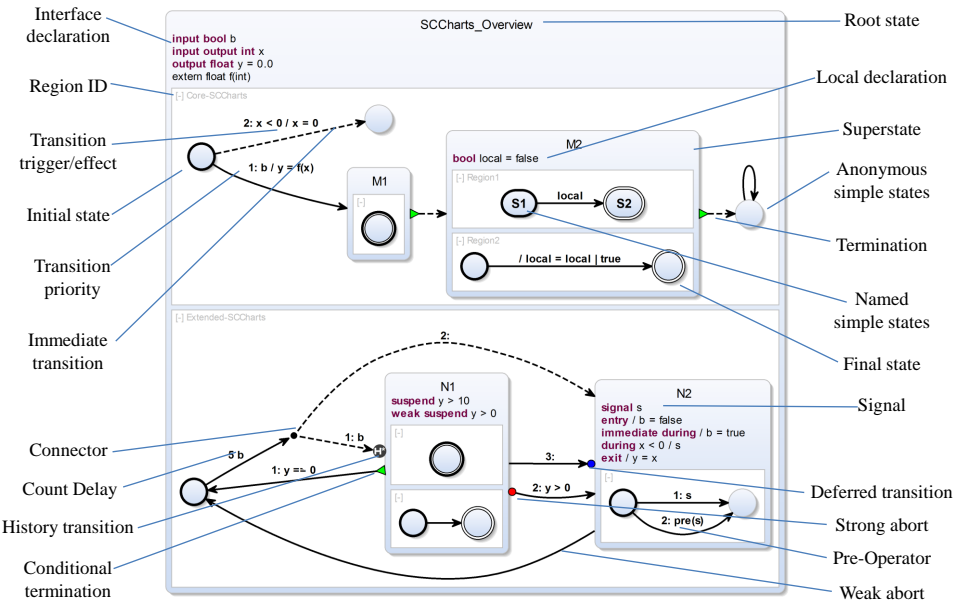 Interface
declaration
SCCharts_Overview
Root state
input bool b
input output int x
output float y = 0.0
extern float f(int)
Region ID
[-] Core-SCCharts
Local declaration
2: x < 0 / x = 0
Transition
trigger/effect
1: b / y = f(x)
M2
bool local = false
Superstate
M1
[-]
[-] Region1
S1
local
S2
Anonymous
simple states
Initial state
[-] Region2
/ local = local | true
Termination
Transition
priority
Named
simple states
[-] Extended-SCCharts
Immediate
transition
2:
Final state
N1
suspend y > 10
weak suspend y > 0
[-]
N2
signal s
entry / b = false
immediate during / b = true
during x < 0 / s
exit / y = x
Signal
Connector
5 b
1: b
H*
3:
Count Delay
1: y == 0
[-]
2: y > 0
[-]
1: s
2: pre(s)
Deferred transition
History transition
Strong abort
Pre-Operator
Conditional
termination
Weak abort